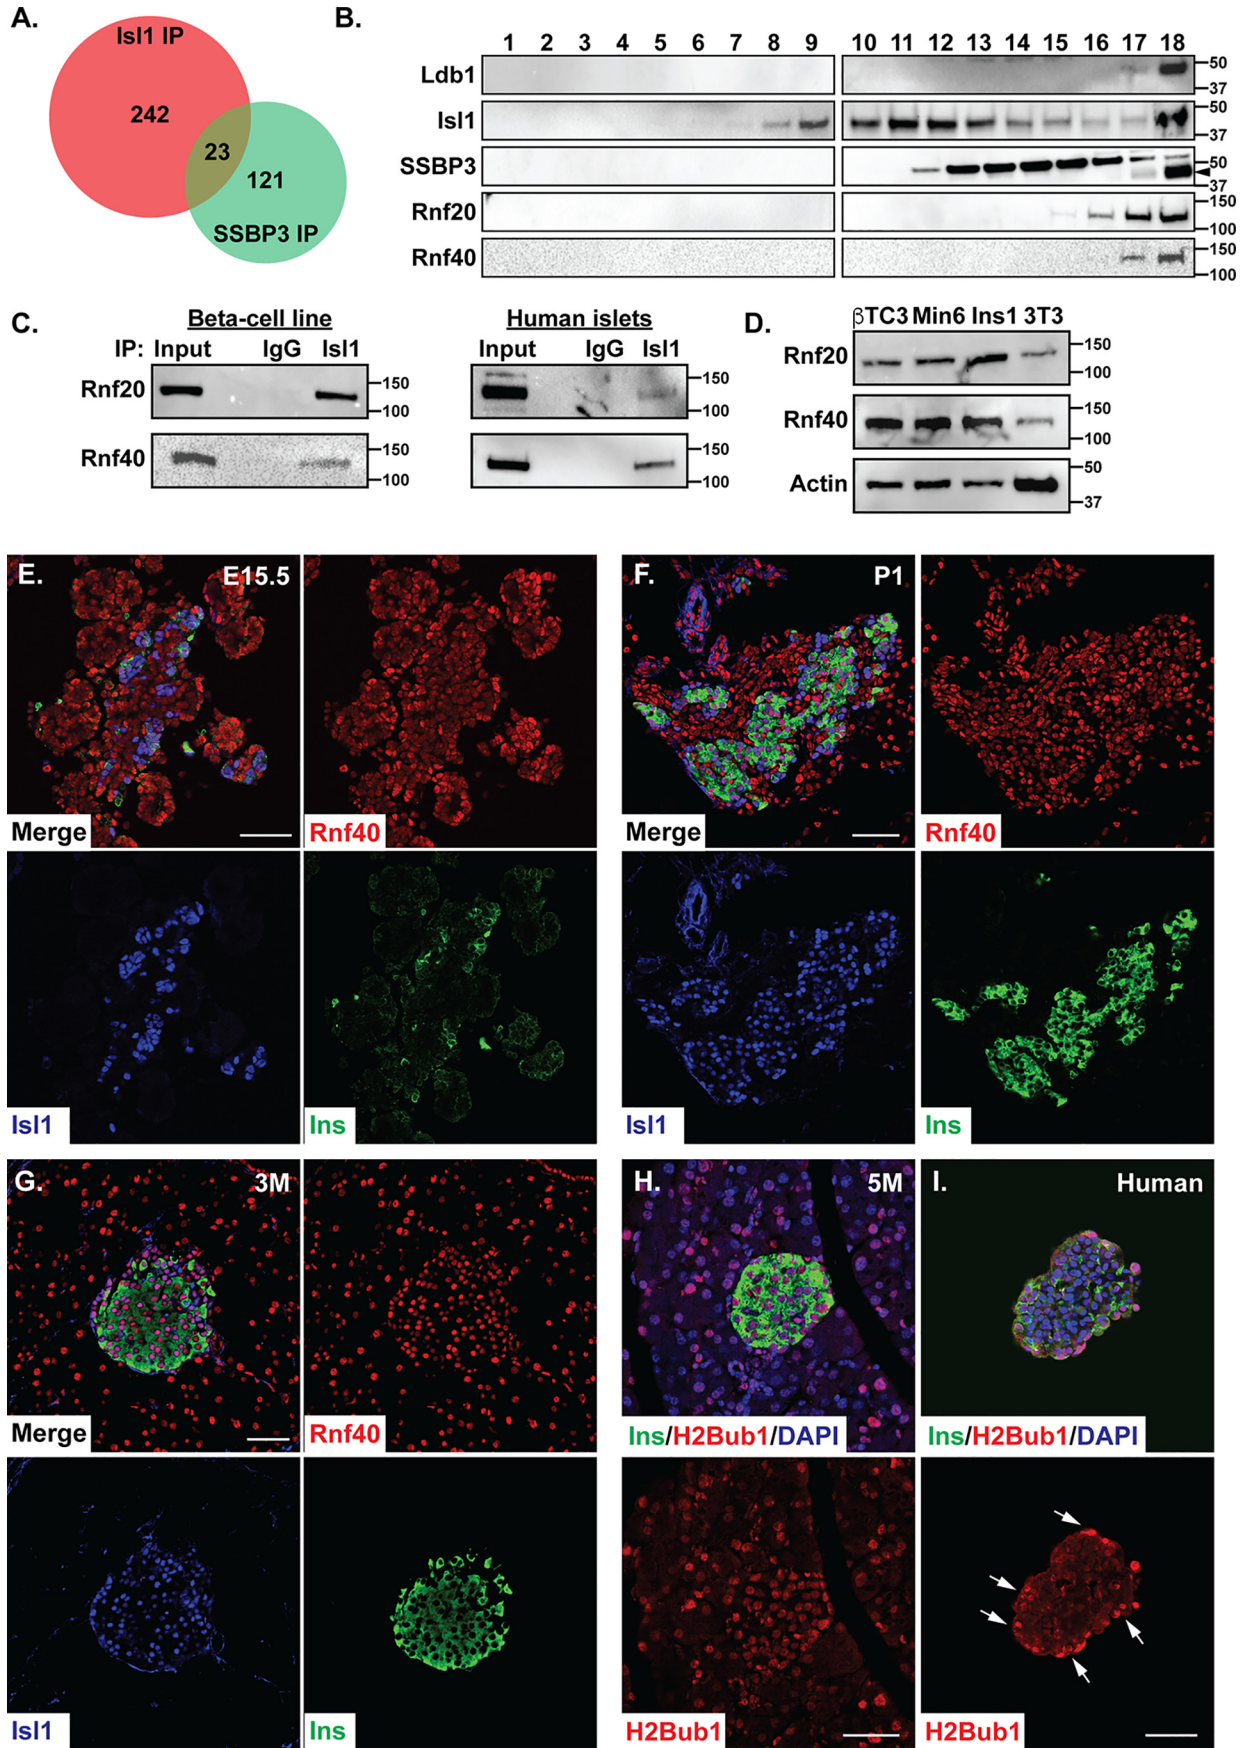 A.
Isl1 IP
242
23
121
SSBP3 IP
B.
1 2 3 4 5 6 7 8 9 10 11 12 13 14 15 16 17 18
Ldb1
50
37
Isl1
50
37
SSBP3
50
37
Rnf20
150
100
Rnf40
150
100
C.
Beta-cell line
Human islets
IP: Input IgG Isl1
Input IgG Isl1
Rnf20
150
100
150
100
Rnf40
150
100
150
100
D.
βTC3 Min6 Ins1 3T3
Rnf20
150
100
Rnf40
150
100
Actin
50
37
E.
E15.5
Merge
Rnf40
Isl1
Ins
F.
P1
Merge
Rnf40
Isl1
Ins
G.
3M
Merge
Rnf40
Isl1
Ins
H.
5M
Ins/H2Bub1/DAPI
H2Bub1
I.
Human
Ins/H2Bub1/DAPI
H2Bub1